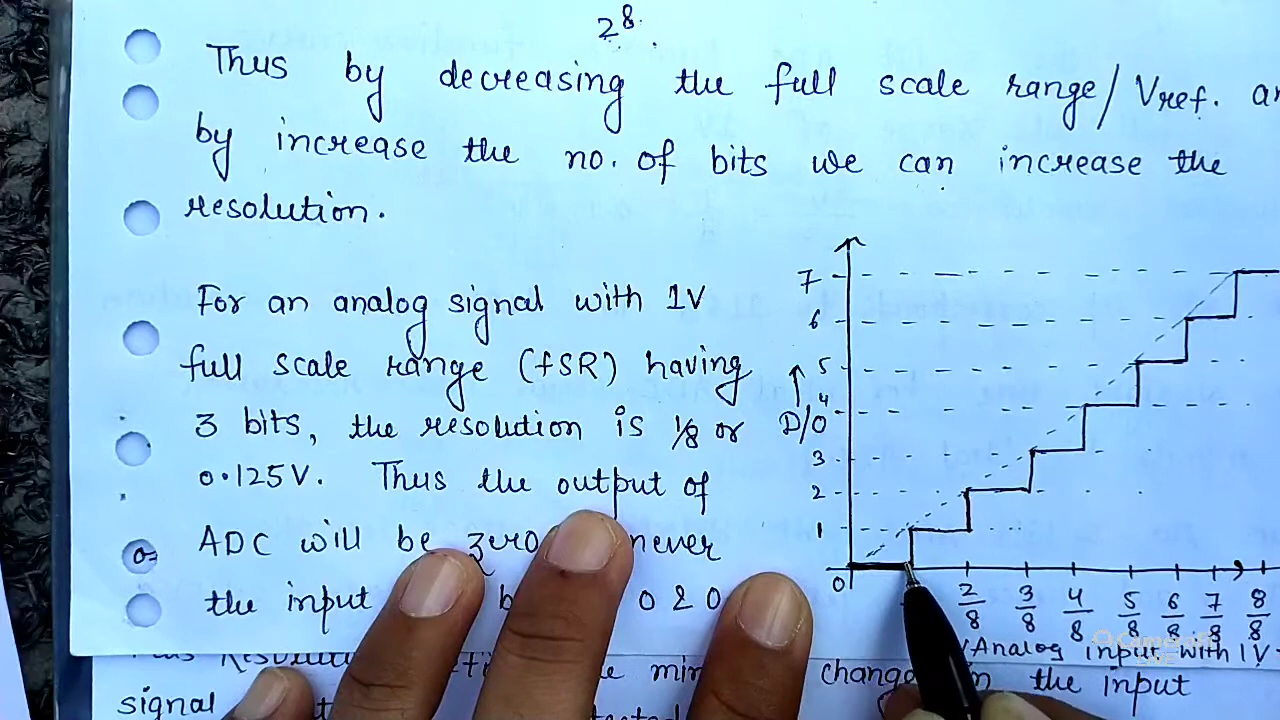 2^8.
Thus by decreasing the full scale range/Vref.
by increase the no. of bits we can increase the
resolution.
For an analog signal with 1V
full scale range (fSR) having
3 bits, the resolution is 1/8 or
0.125V. Thus the output of
ADC will be zero
the input
0 & 0
7
6
5
4
D/O
3
2
1
0
2/8 3/8 4/8 5/8 6/8 7/8 8/8
Analog input with 1V
the input
signal